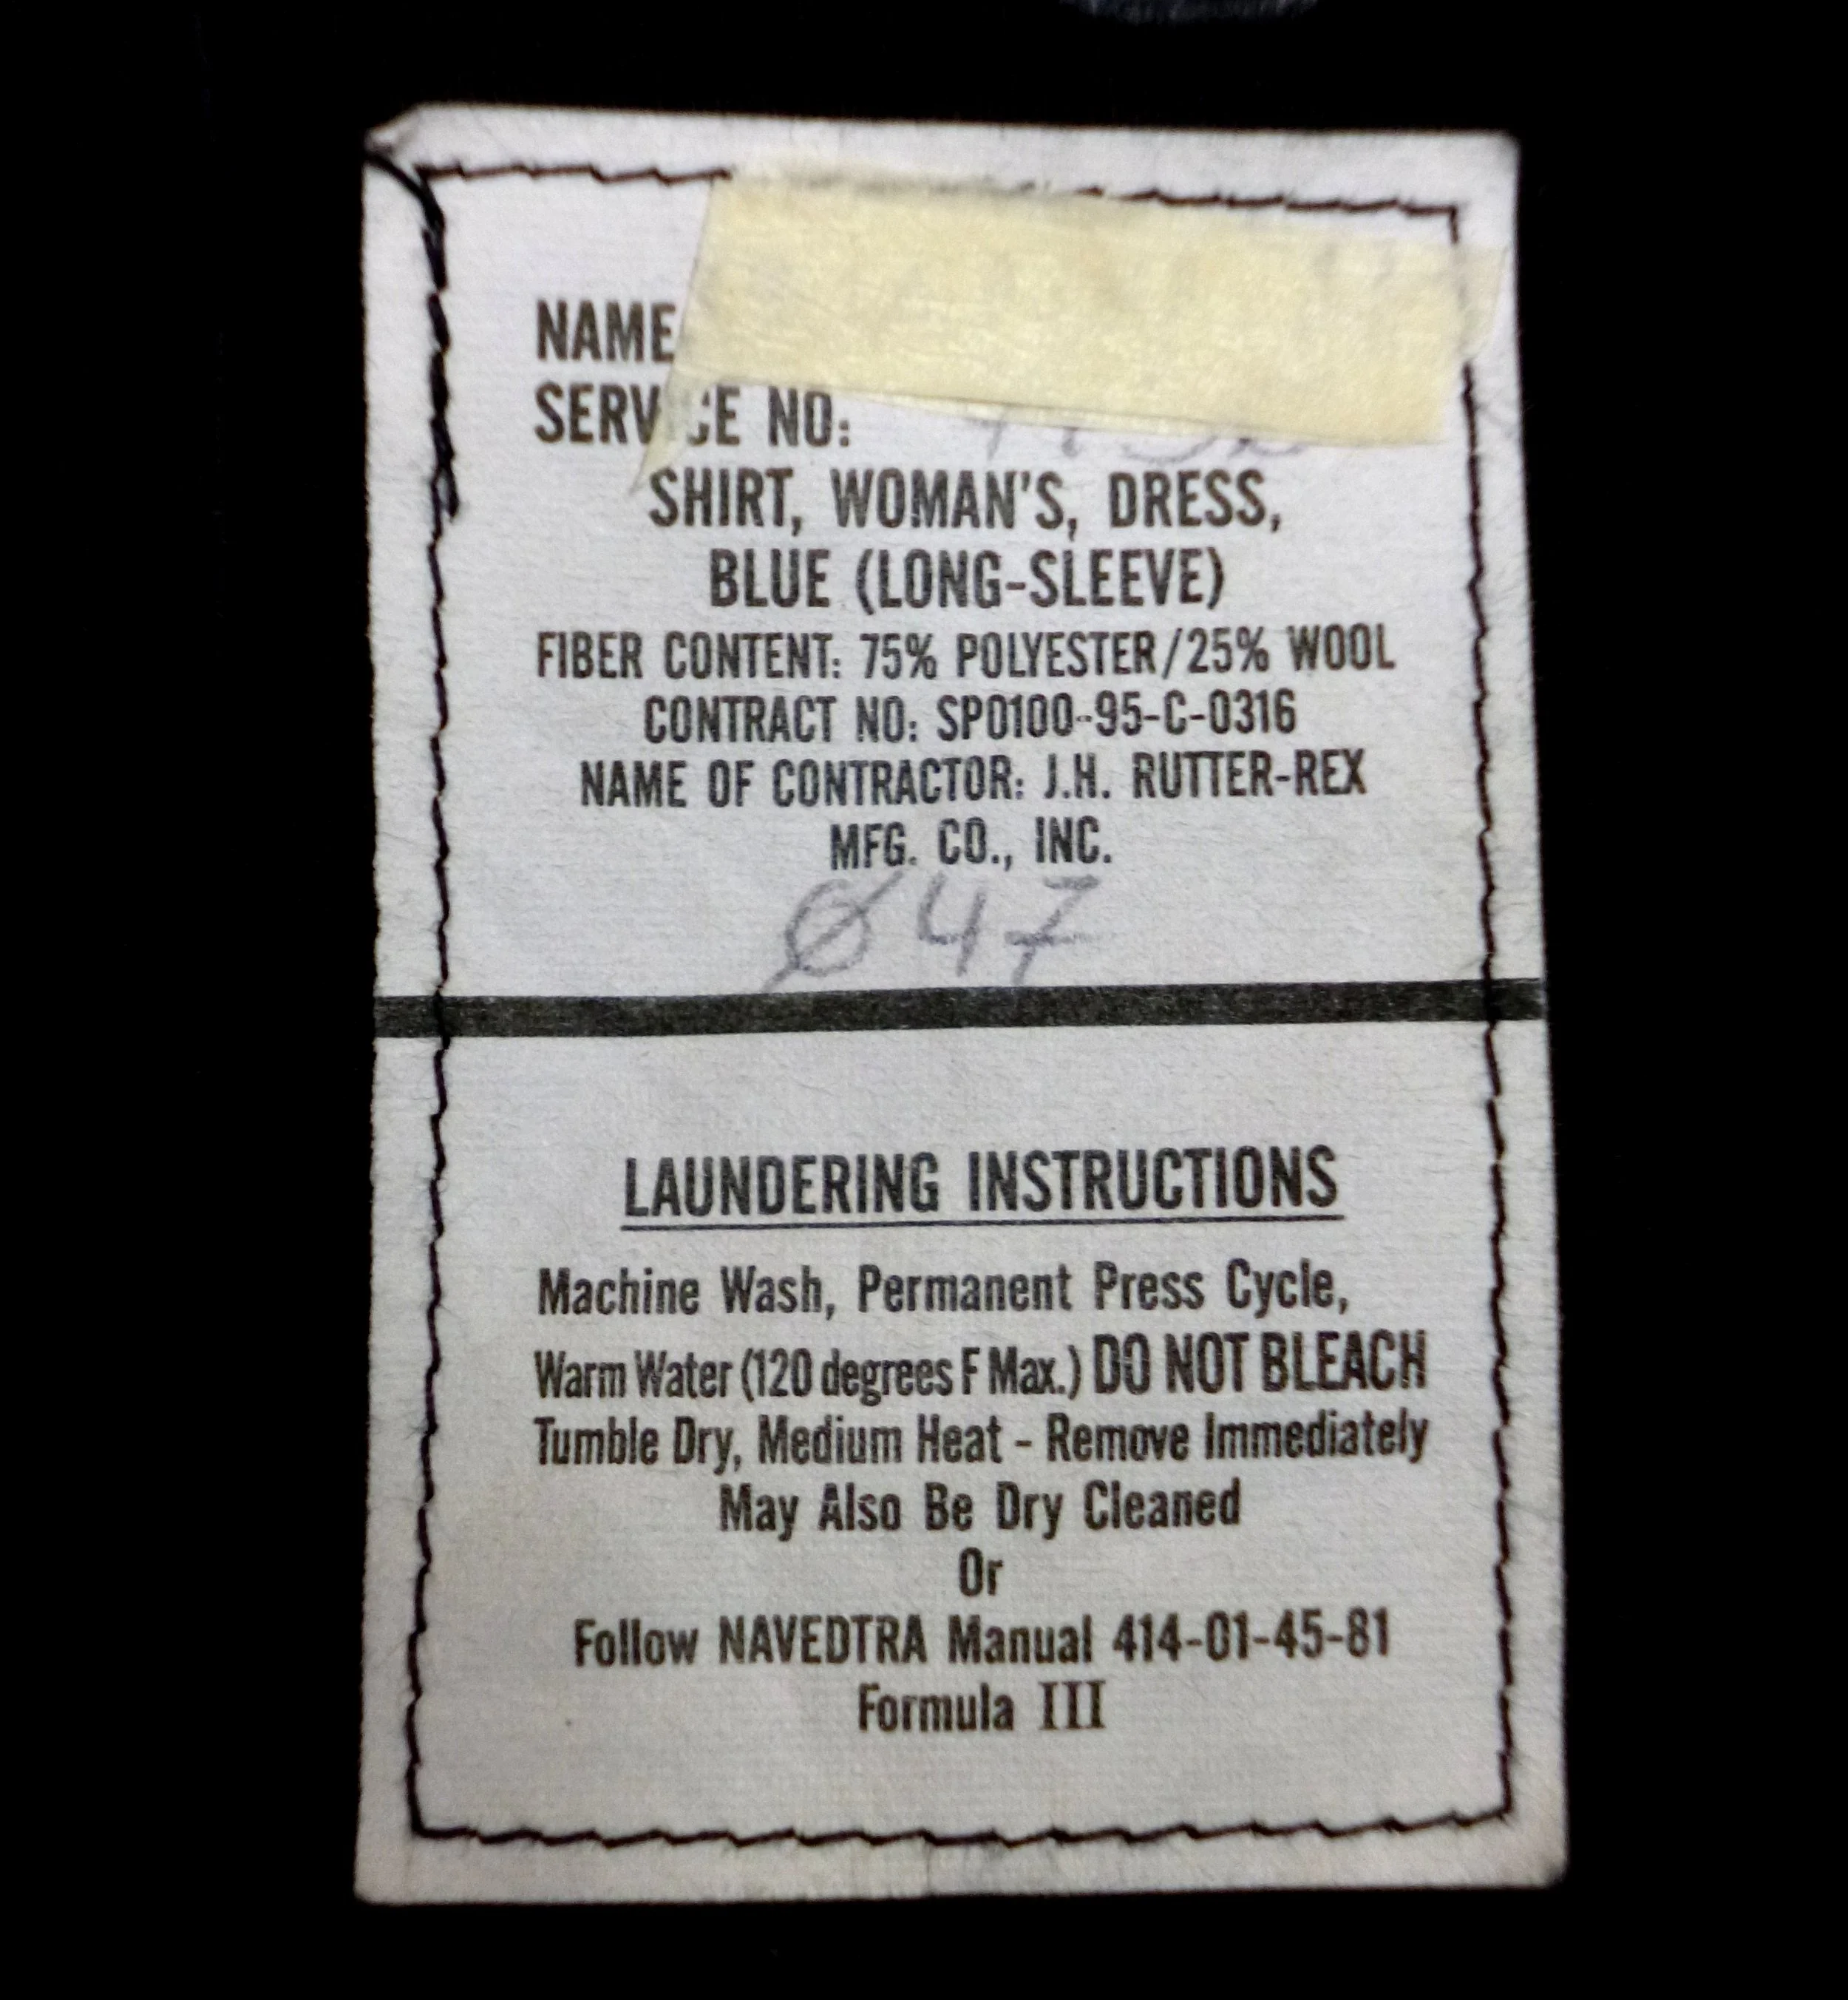 NAME
SERVICE NO:
SHIRT, WOMAN'S, DRESS,
BLUE (LONG-SLEEVE)
FIBER CONTENT: 75% POLYESTER/25% WOOL
CONTRACT NO: SP0100-95-C-0316
NAME OF CONTRACTOR: J.H. RUTTER-REX
MFG. CO., INC.
Ø47
LAUNDERING INSTRUCTIONS
Machine Wash, Permanent Press Cycle,
Warm Water (120 degrees F Max.) DO NOT BLEACH
Tumble Dry, Medium Heat - Remove Immediately
May Also Be Dry Cleaned
Or
Follow NAVEDTRA Manual 414-01-45-81
Formula III